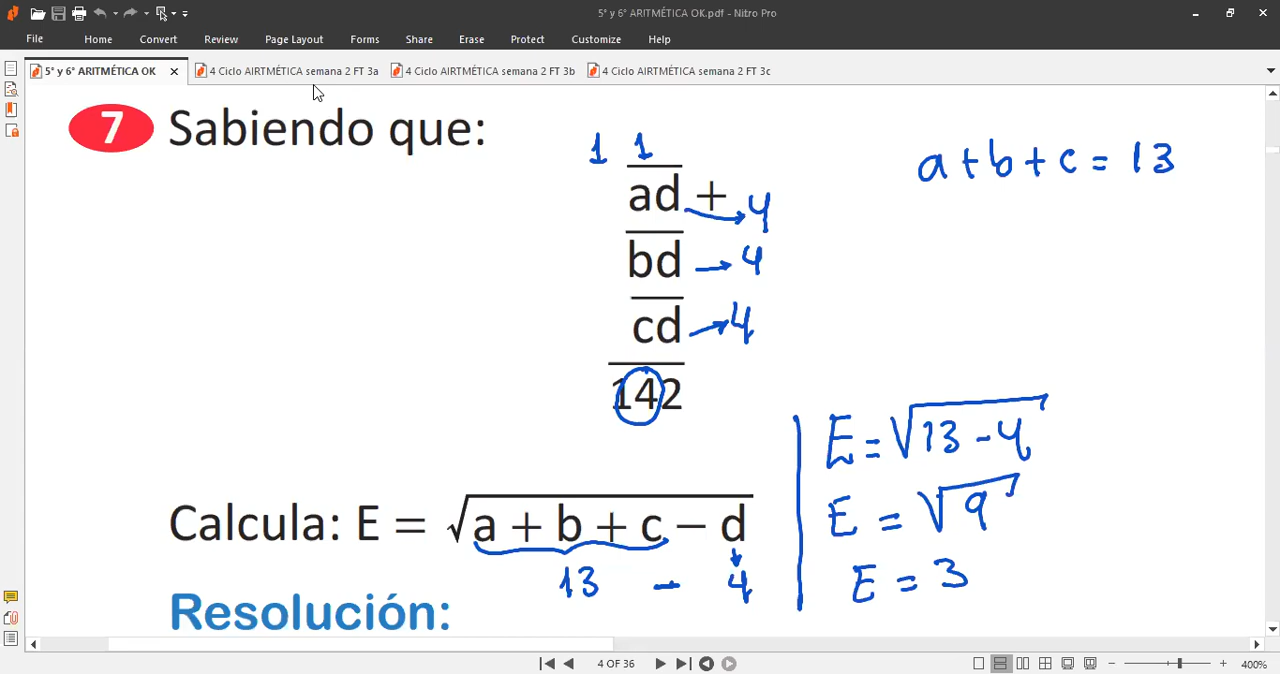 5° y 6° ARITMÉTICA OK.pdf - Nitro Pro
File Home Convert Review Page Layout Forms Share Erase Protect Customize Help
5° y 6° ARITMÉTICA OK 4 Ciclo AIRTMÉTICA semana 2 FT 3a 4 Ciclo AIRTMÉTICA semana 2 FT 3b 4 Ciclo AIRTMÉTICA semana 2 FT 3c
7 Sabiendo que:
1 1
a + b + c = 13
ad +
→ 4
bd → 4
cd → 4
142
E = √13 - 4
E = √9
E = 3
Calcula: E = √a + b + c − d
13 - 4
Resolución:
4 OF 36
400%